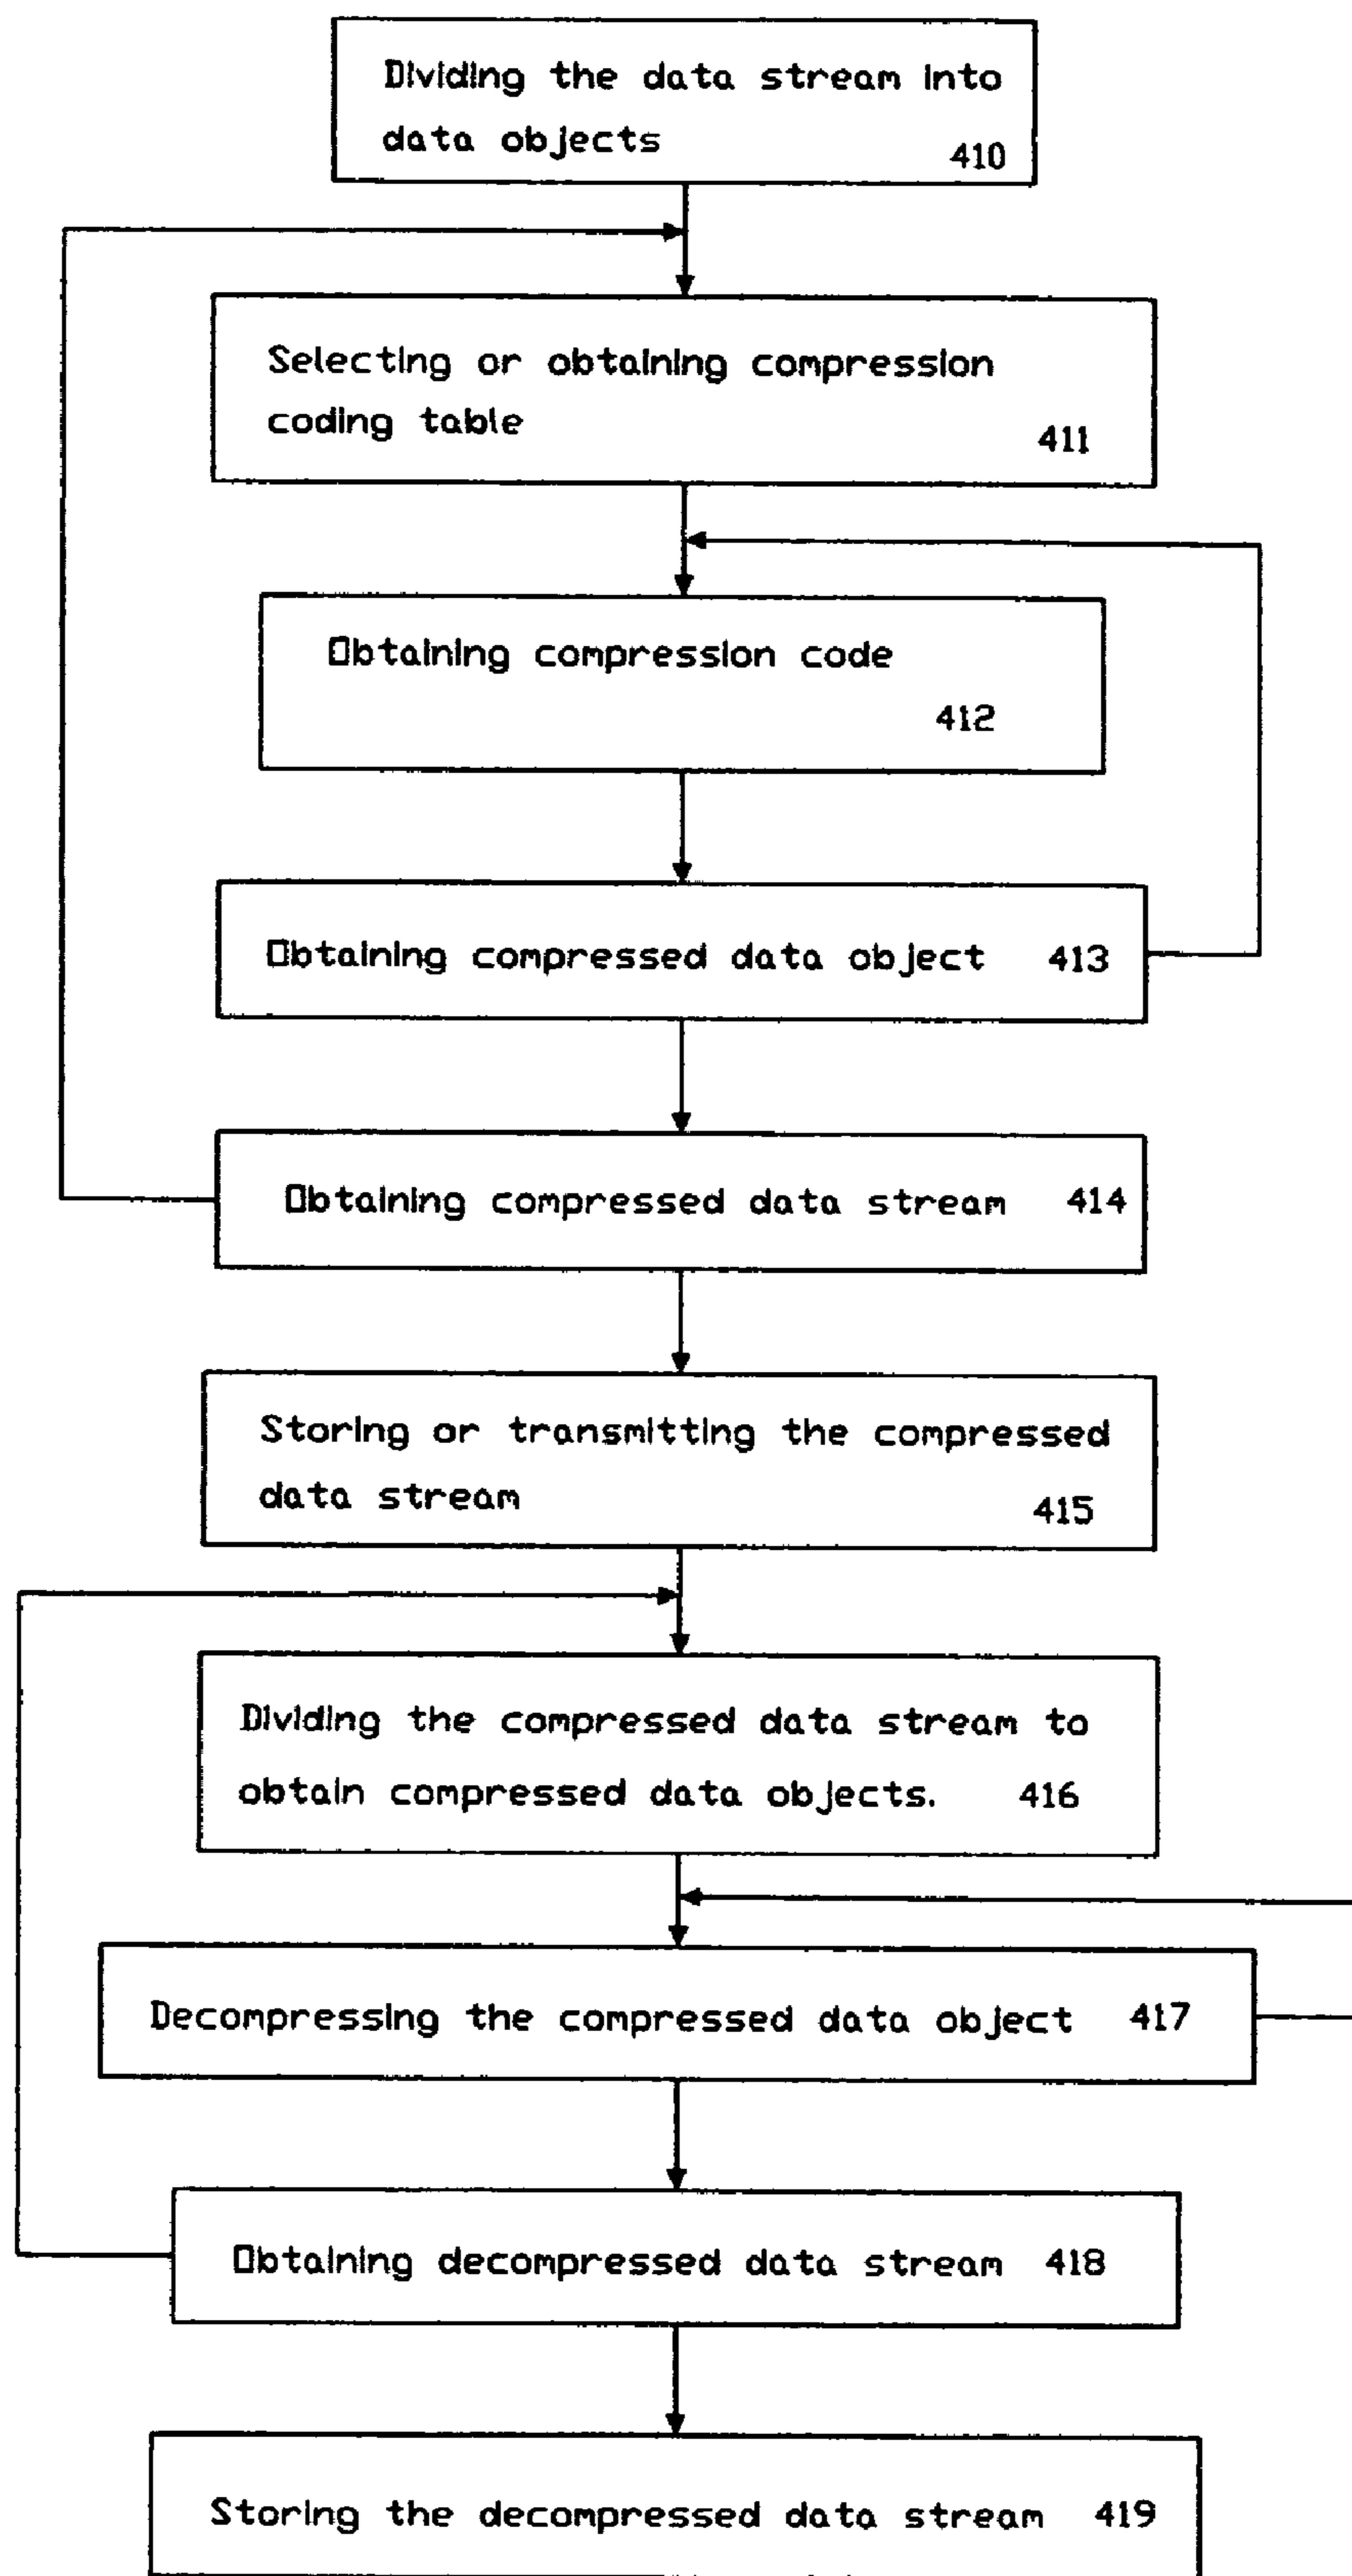 Dividing the data stream into
data objects 410
Selecting or obtaining compression
coding table 411
Obtaining compression code
412
Obtaining compressed data object 413
Obtaining compressed data stream 414
Storing or transmitting the compressed
data stream 415
Dividing the compressed data stream to
obtain compressed data objects. 416
Decompressing the compressed data object 417
Obtaining decompressed data stream 418
Storing the decompressed data stream 419